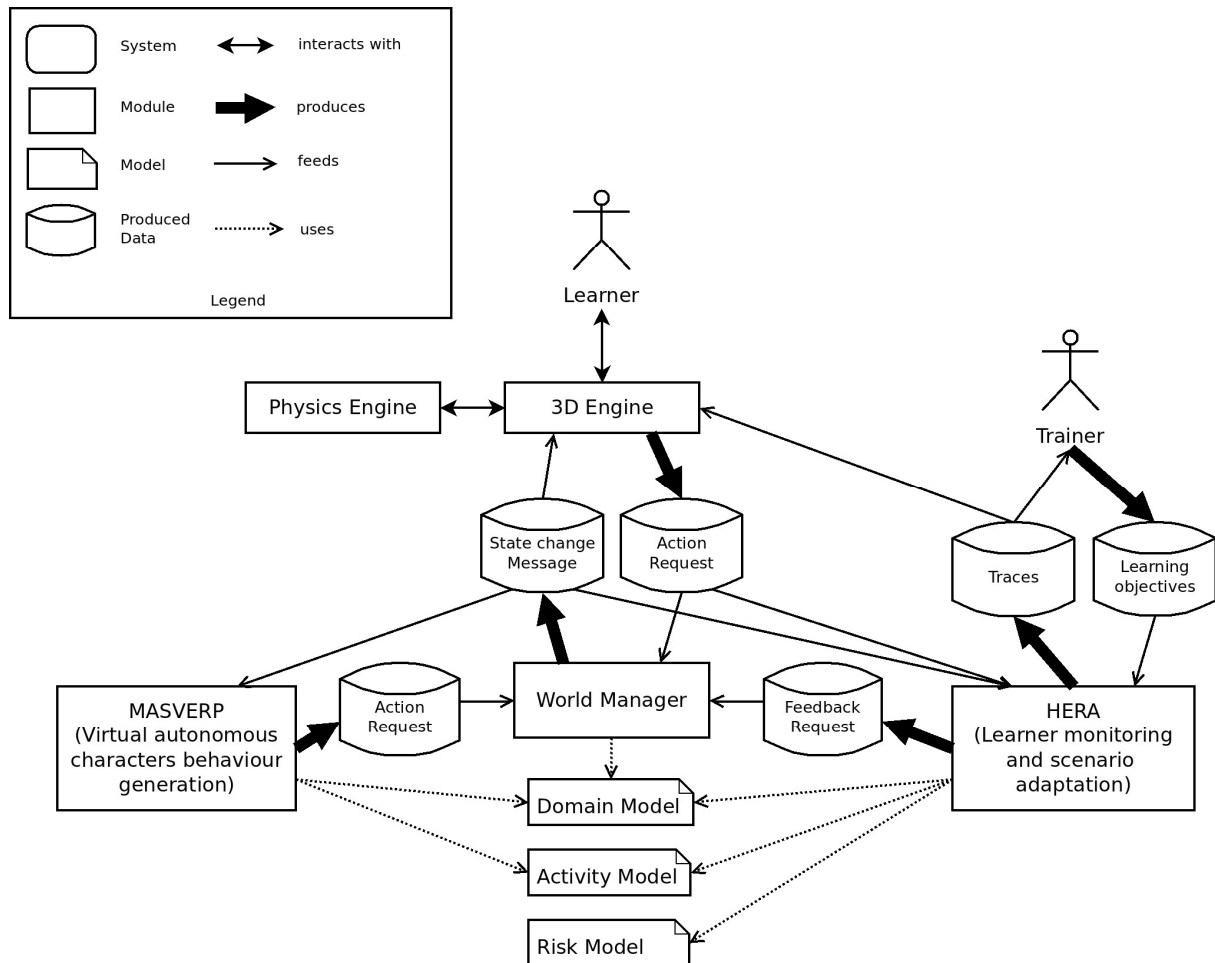 System
interacts with
Module
produces
Model
feeds
Produced
Data
uses
Legend
Learner
Physics Engine
3D Engine
Trainer
State change
Message
Action
Request
Traces
Learning
objectives
MASVERP
(Virtual autonomous
characters behaviour
generation)
Action
Request
World Manager
Feedback
Request
HERA
(Learner monitoring
and scenario
adaptation)
Domain Model
Activity Model
Risk Model